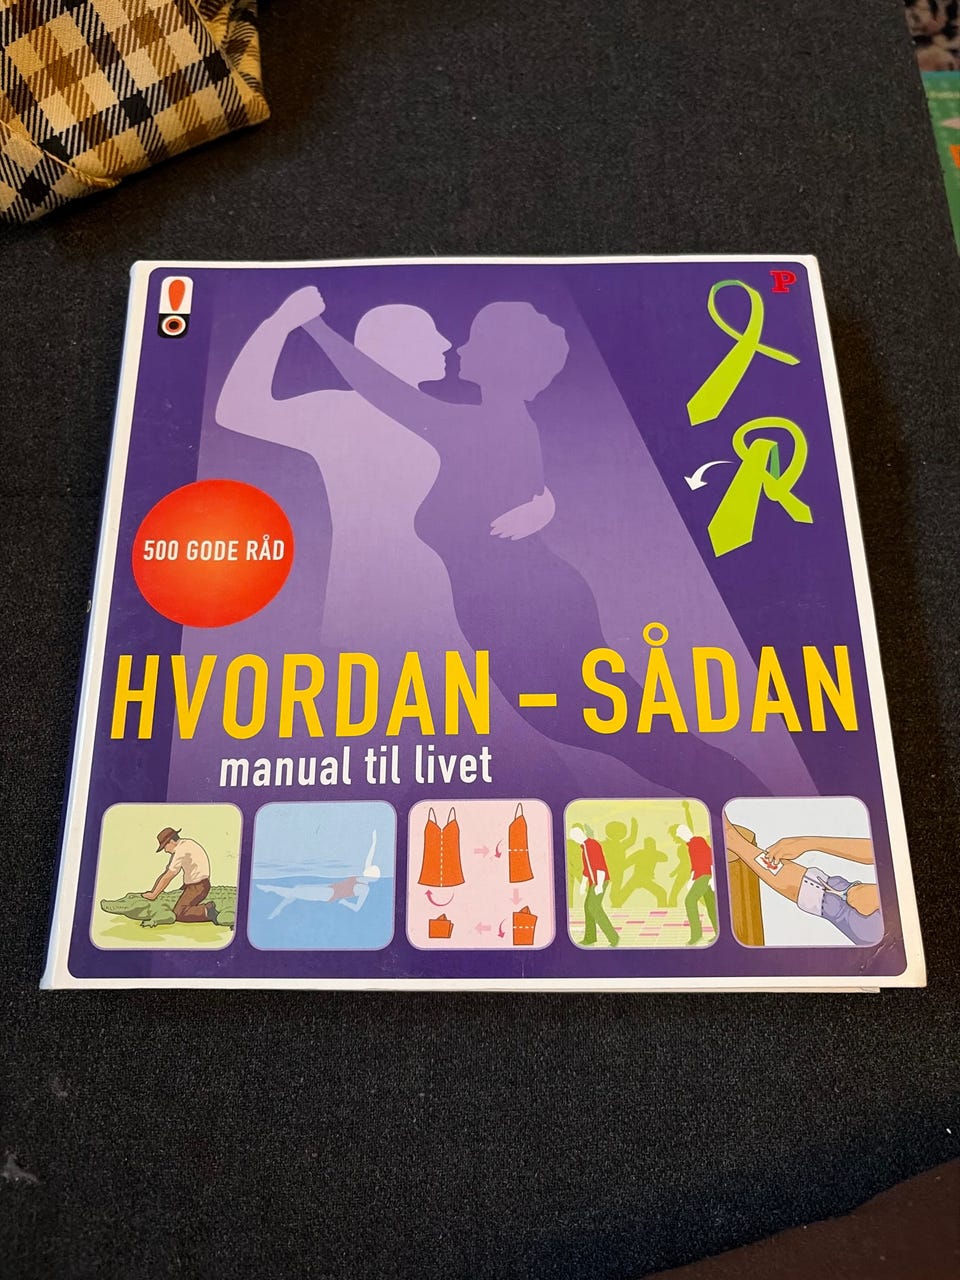 P
500 GODE RÅD
HVORDAN – SÅDAN
manual til livet